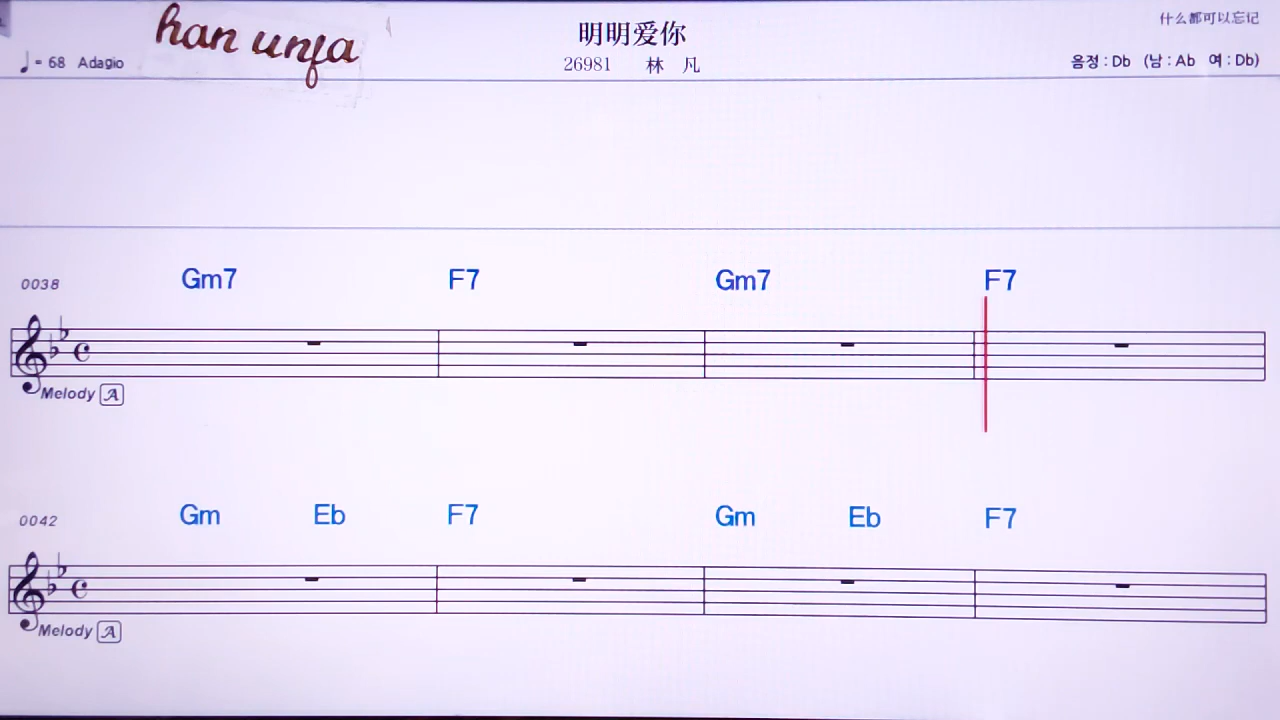 han unfa
明明爱你
什么都可以忘记
♩= 68 Adagio
26981 林 凡
음정 : Db (남 : Ab 여 : Db)
0038 Gm7 F7 Gm7 F7
Melody A
0042 Gm Eb F7 Gm Eb F7
Melody A